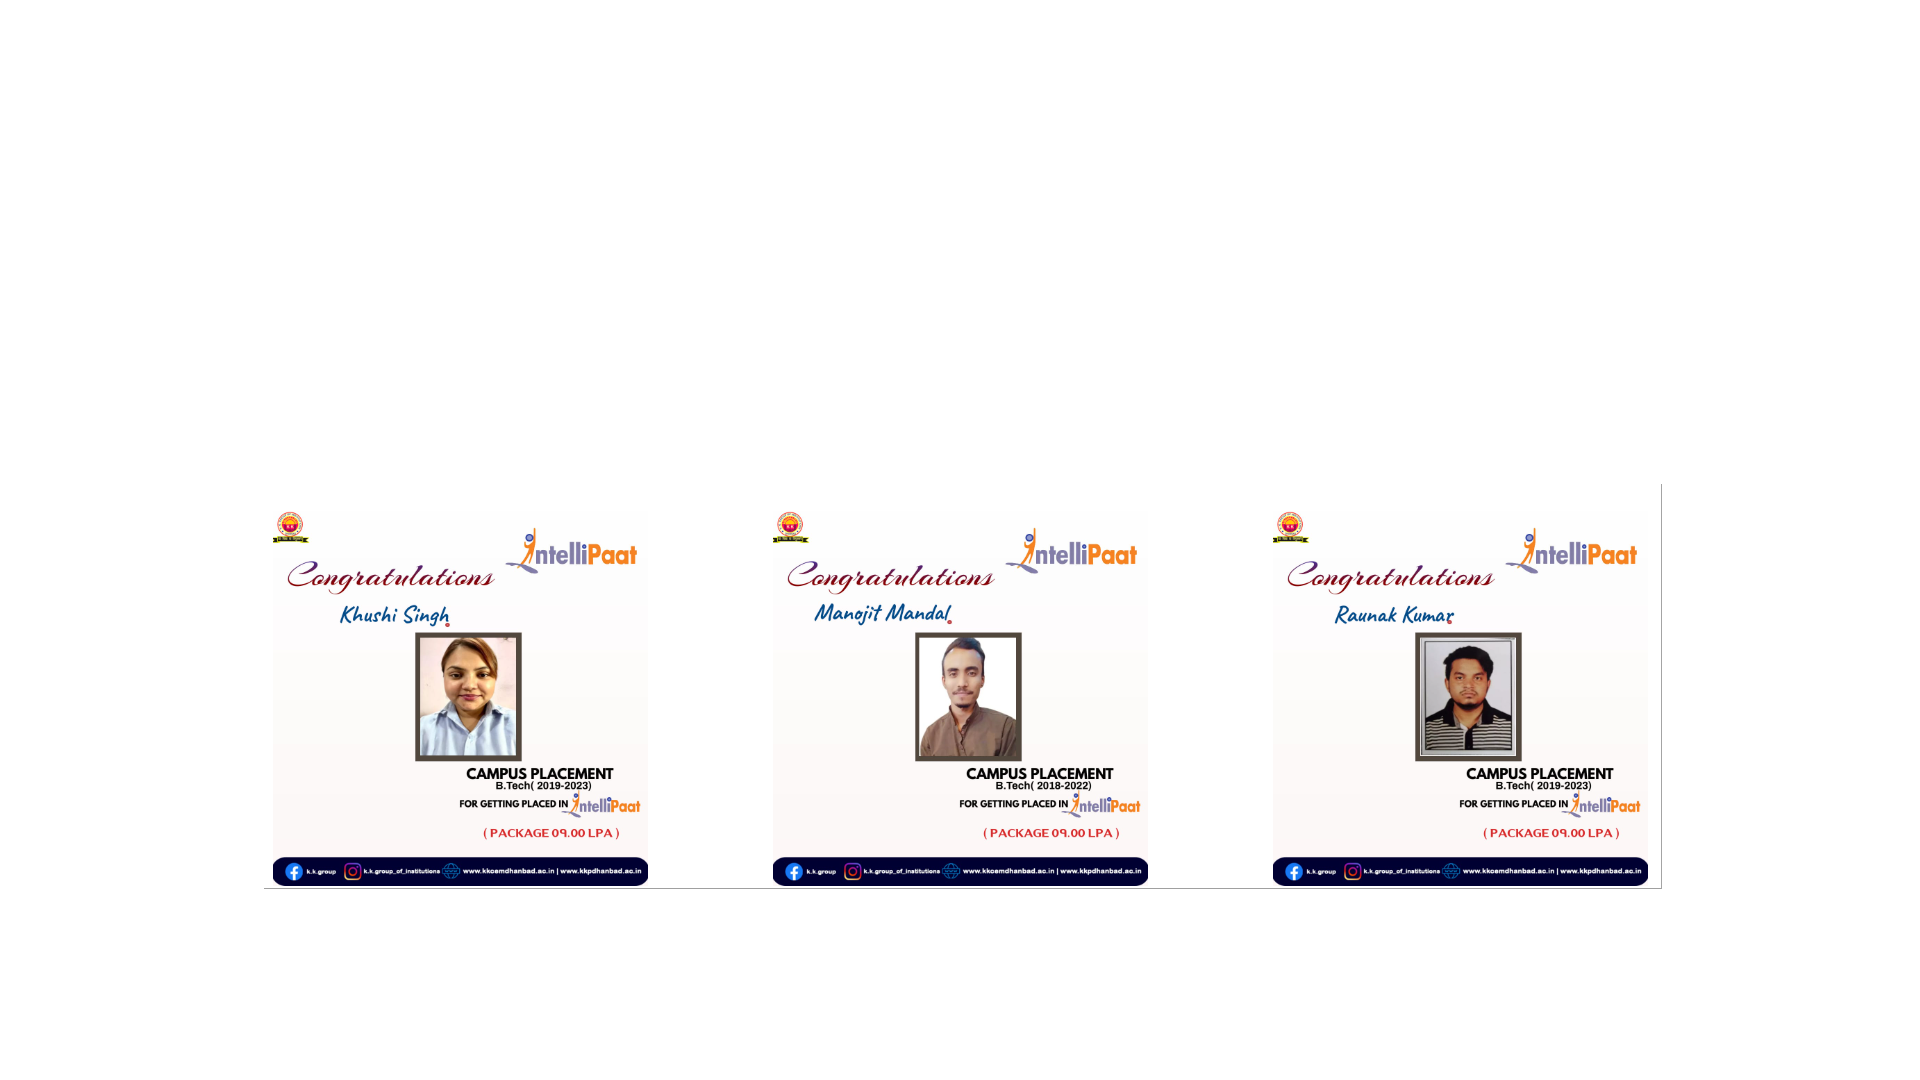 IntelliPaat
Congratulations
Khushi Singh
CAMPUS PLACEMENT
B.Tech( 2019-2023)
FOR GETTING PLACED IN IntelliPaat
( PACKAGE 09.00 LPA )
k.k.group k.k.group_of_institutions www.kkcemdhanbad.ac.in | www.kkpdhanbad.ac.in
IntelliPaat
Congratulations
Manojit Mandal
CAMPUS PLACEMENT
B.Tech( 2018-2022)
FOR GETTING PLACED IN IntelliPaat
( PACKAGE 09.00 LPA )
k.k.group k.k.group_of_institutions www.kkcemdhanbad.ac.in | www.kkpdhanbad.ac.in
IntelliPaat
Congratulations
Raunak Kumar
CAMPUS PLACEMENT
B.Tech( 2019-2023)
FOR GETTING PLACED IN IntelliPaat
( PACKAGE 09.00 LPA )
k.k.group k.k.group_of_institutions www.kkcemdhanbad.ac.in | www.kkpdhanbad.ac.in